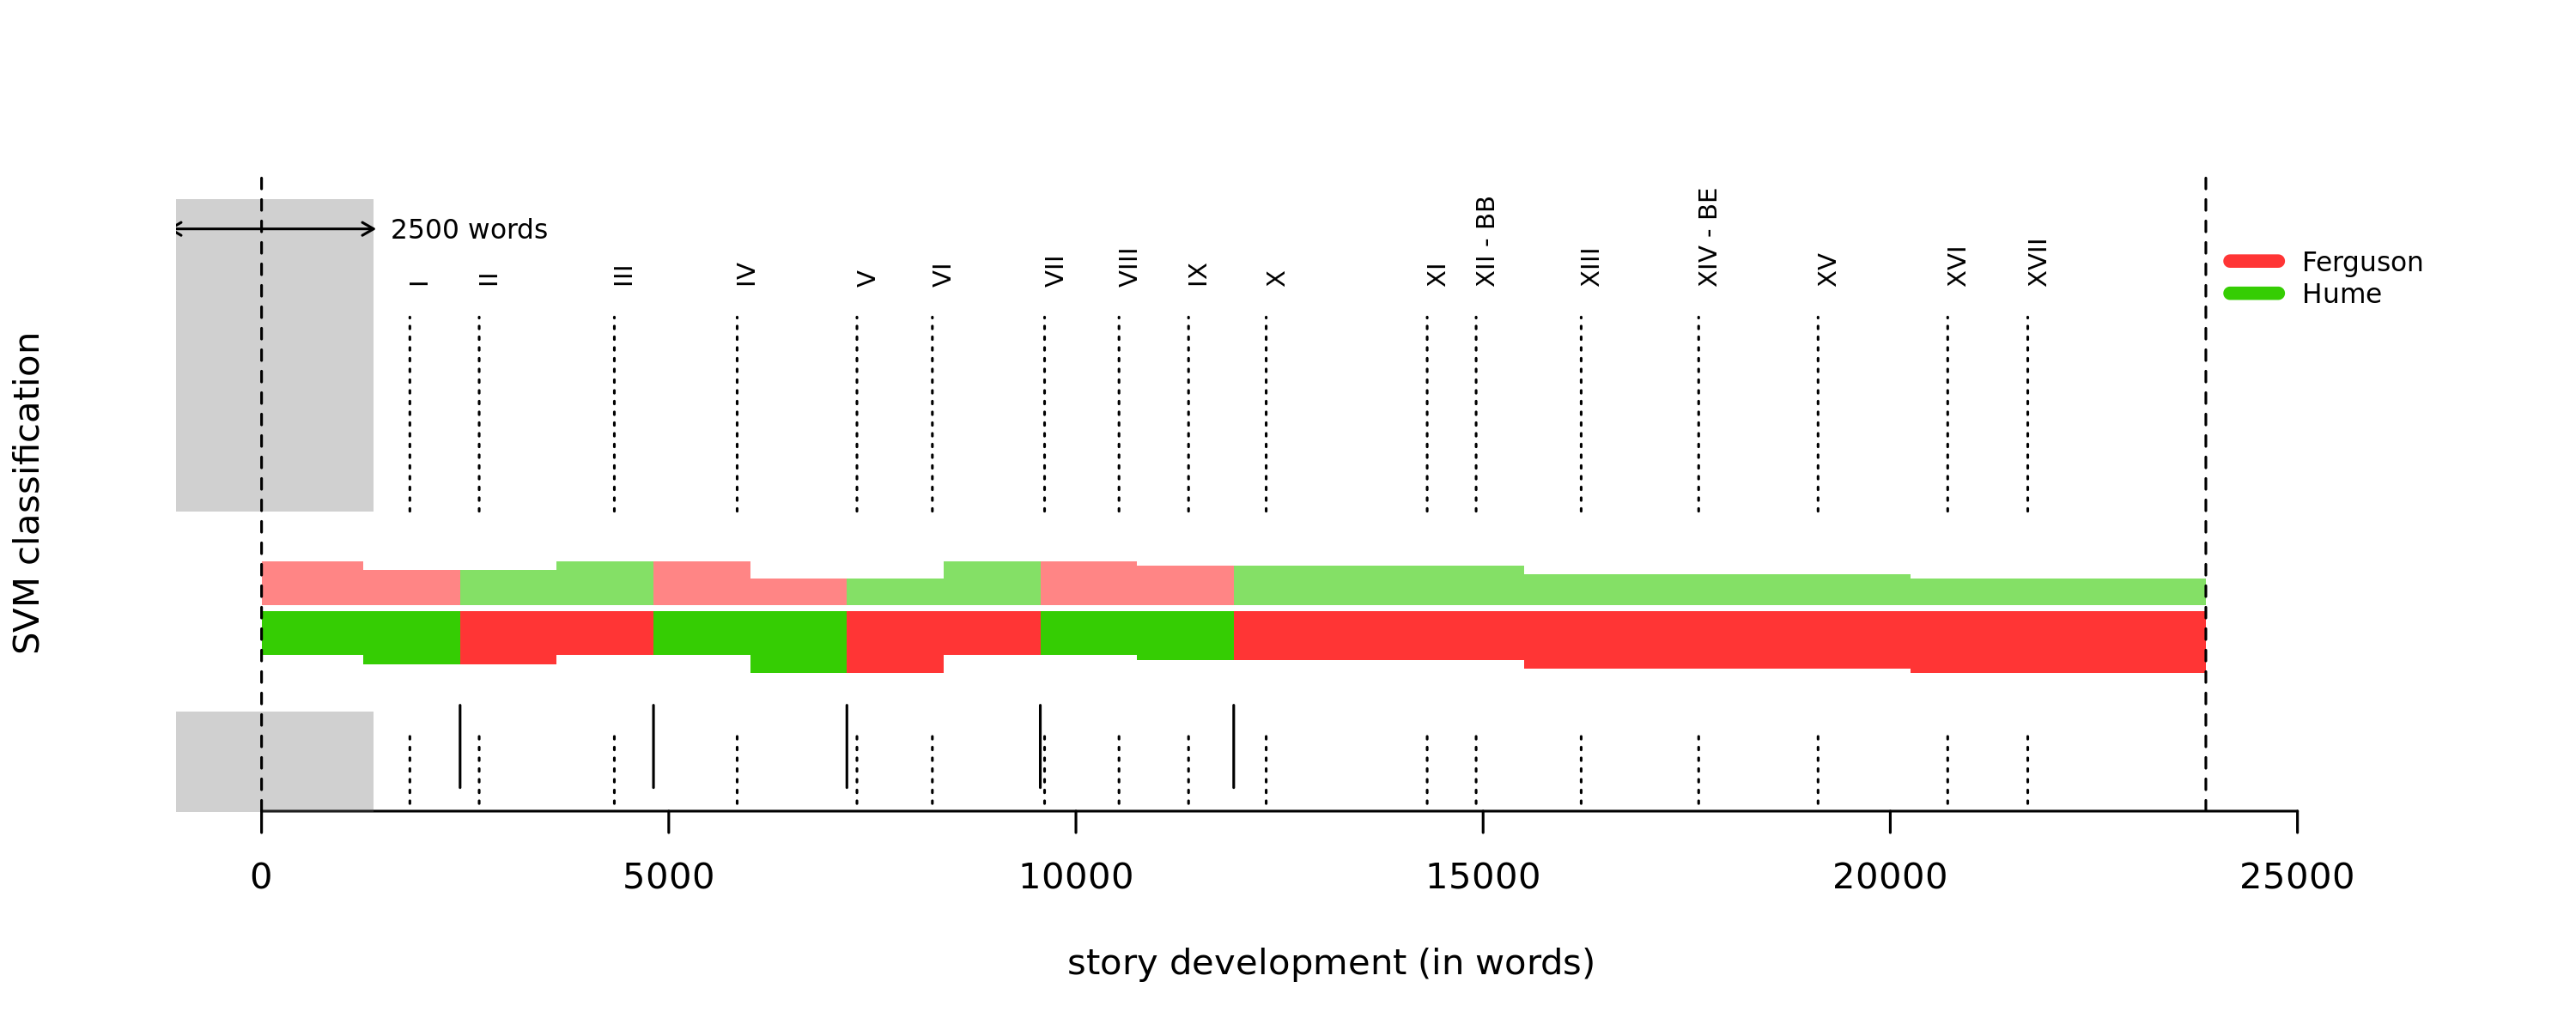 2500 words
I
II
III
IV
V
VI
VII
VIII
IX
X
XI
XII - BB
XIII
XIV - BE
XV
XVI
XVII
Ferguson
Hume
SVM classification
0
5000
10000
15000
20000
25000
story development (in words)